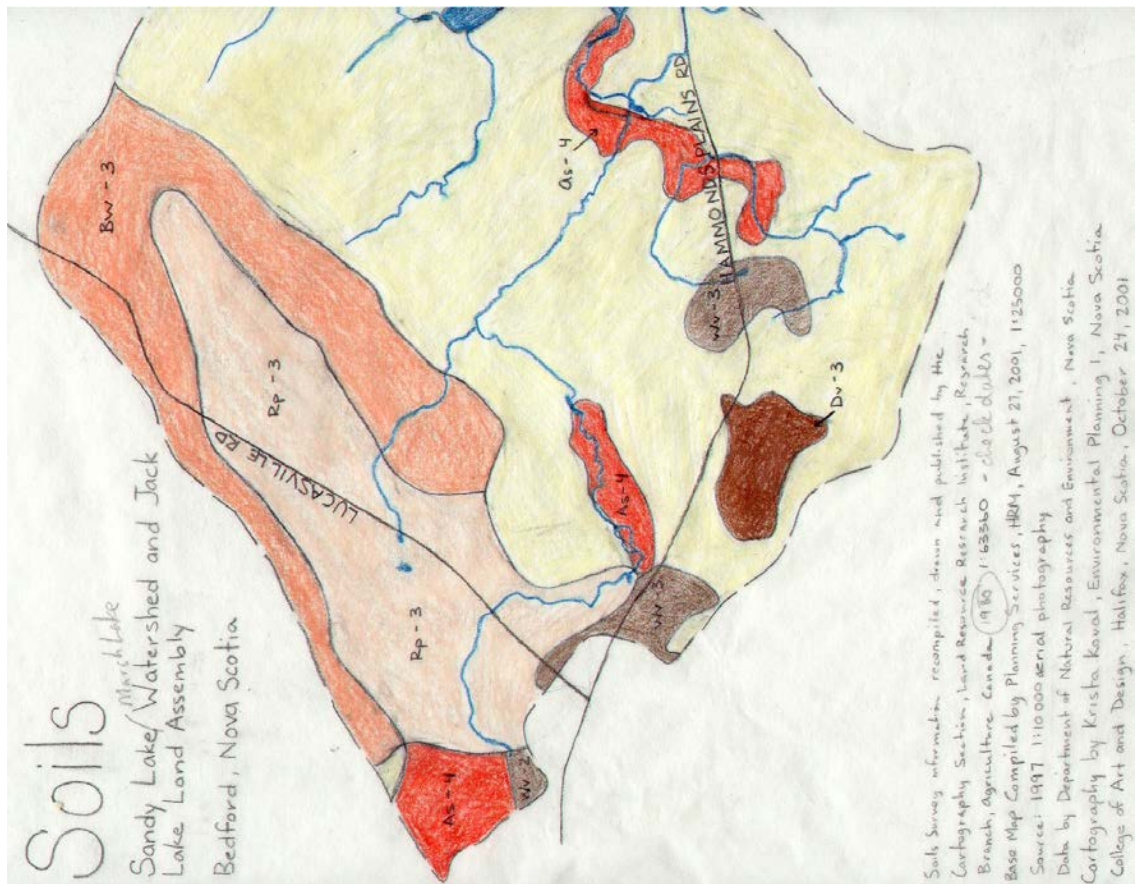 Soils
March Lake
Sandy Lake/Watershed and Jack
Lake Land Assembly
Bedford, Nova Scotia
Bw-3
LUCASVILLE RD
Rp-3
Rp-3
As-4
Wv-2
Wv-3
As-4
as-4
HAMMONDS PLAINS RD
Wv-3
Dv-3
Soils Survey information recompiled, drawn and published by the
Cartography Section, Land Resource Research Institute, Research
Branch, Agriculture Canada, 1980, 1:63360 - check dates -
Base Map Compiled by Planning Services, HRM, August 27, 2001, 1:25000
Source: 1997 1:10000 aerial photography
Data by Department of Natural Resources and Environment, Nova Scotia
Cartography by Krista Koval, Environmental Planning 1, Nova Scotia
College of Art and Design, Halifax, Nova Scotia, October 24, 2001